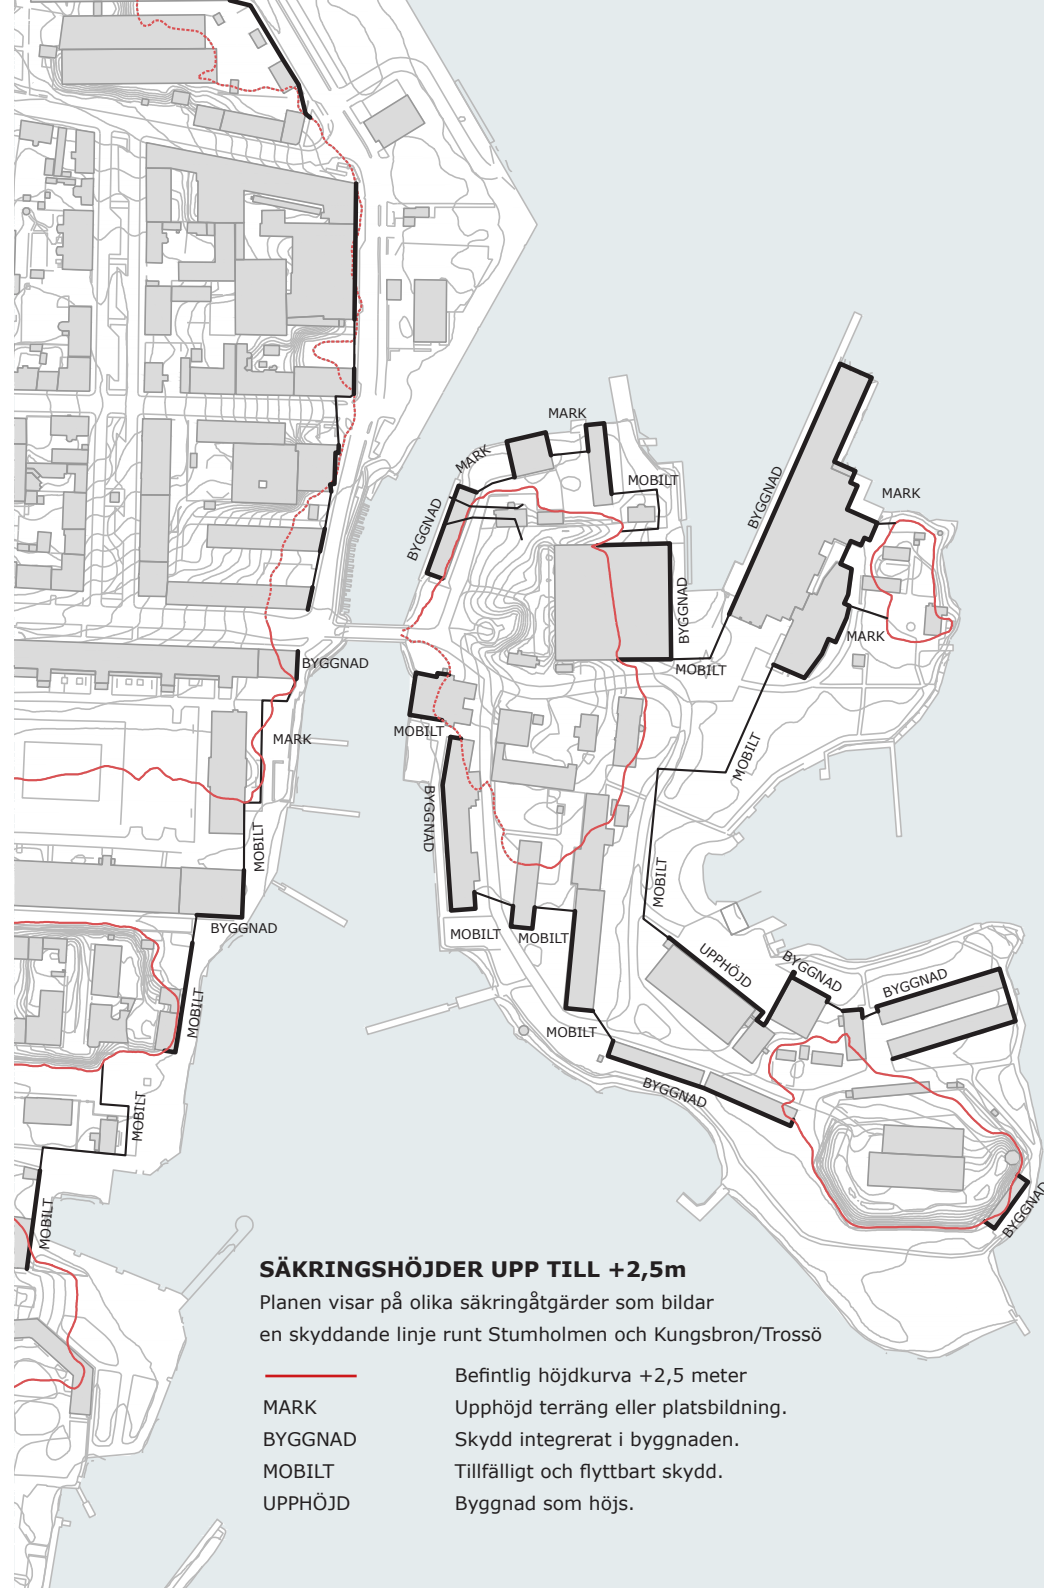 MARK
MARK
MOBILT
BYGGNAD
BYGGNAD
MARK
BYGGNAD
MARK
BYGGNAD
MOBILT
MOBILT
MARK
MOBILT
BYGGNAD
MOBILT
MOBILT
BYGGNAD
MOBILT
MOBILT
UPPHÖJD
BYGGNAD
BYGGNAD
MOBILT
MOBILT
BYGGNAD
MOBILT
MOBILT
BYGGNAD
SÄKRINGSHÖJDER UPP TILL +2,5m
Planen visar på olika säkringåtgärder som bildar
en skyddande linje runt Stumholmen och Kungsbron/Trossö
Befintlig höjdkurva +2,5 meter
MARK Upphöjd terräng eller platsbildning.
BYGGNAD Skydd integrerat i byggnaden.
MOBILT Tillfälligt och flyttbart skydd.
UPPHÖJD Byggnad som höjs.